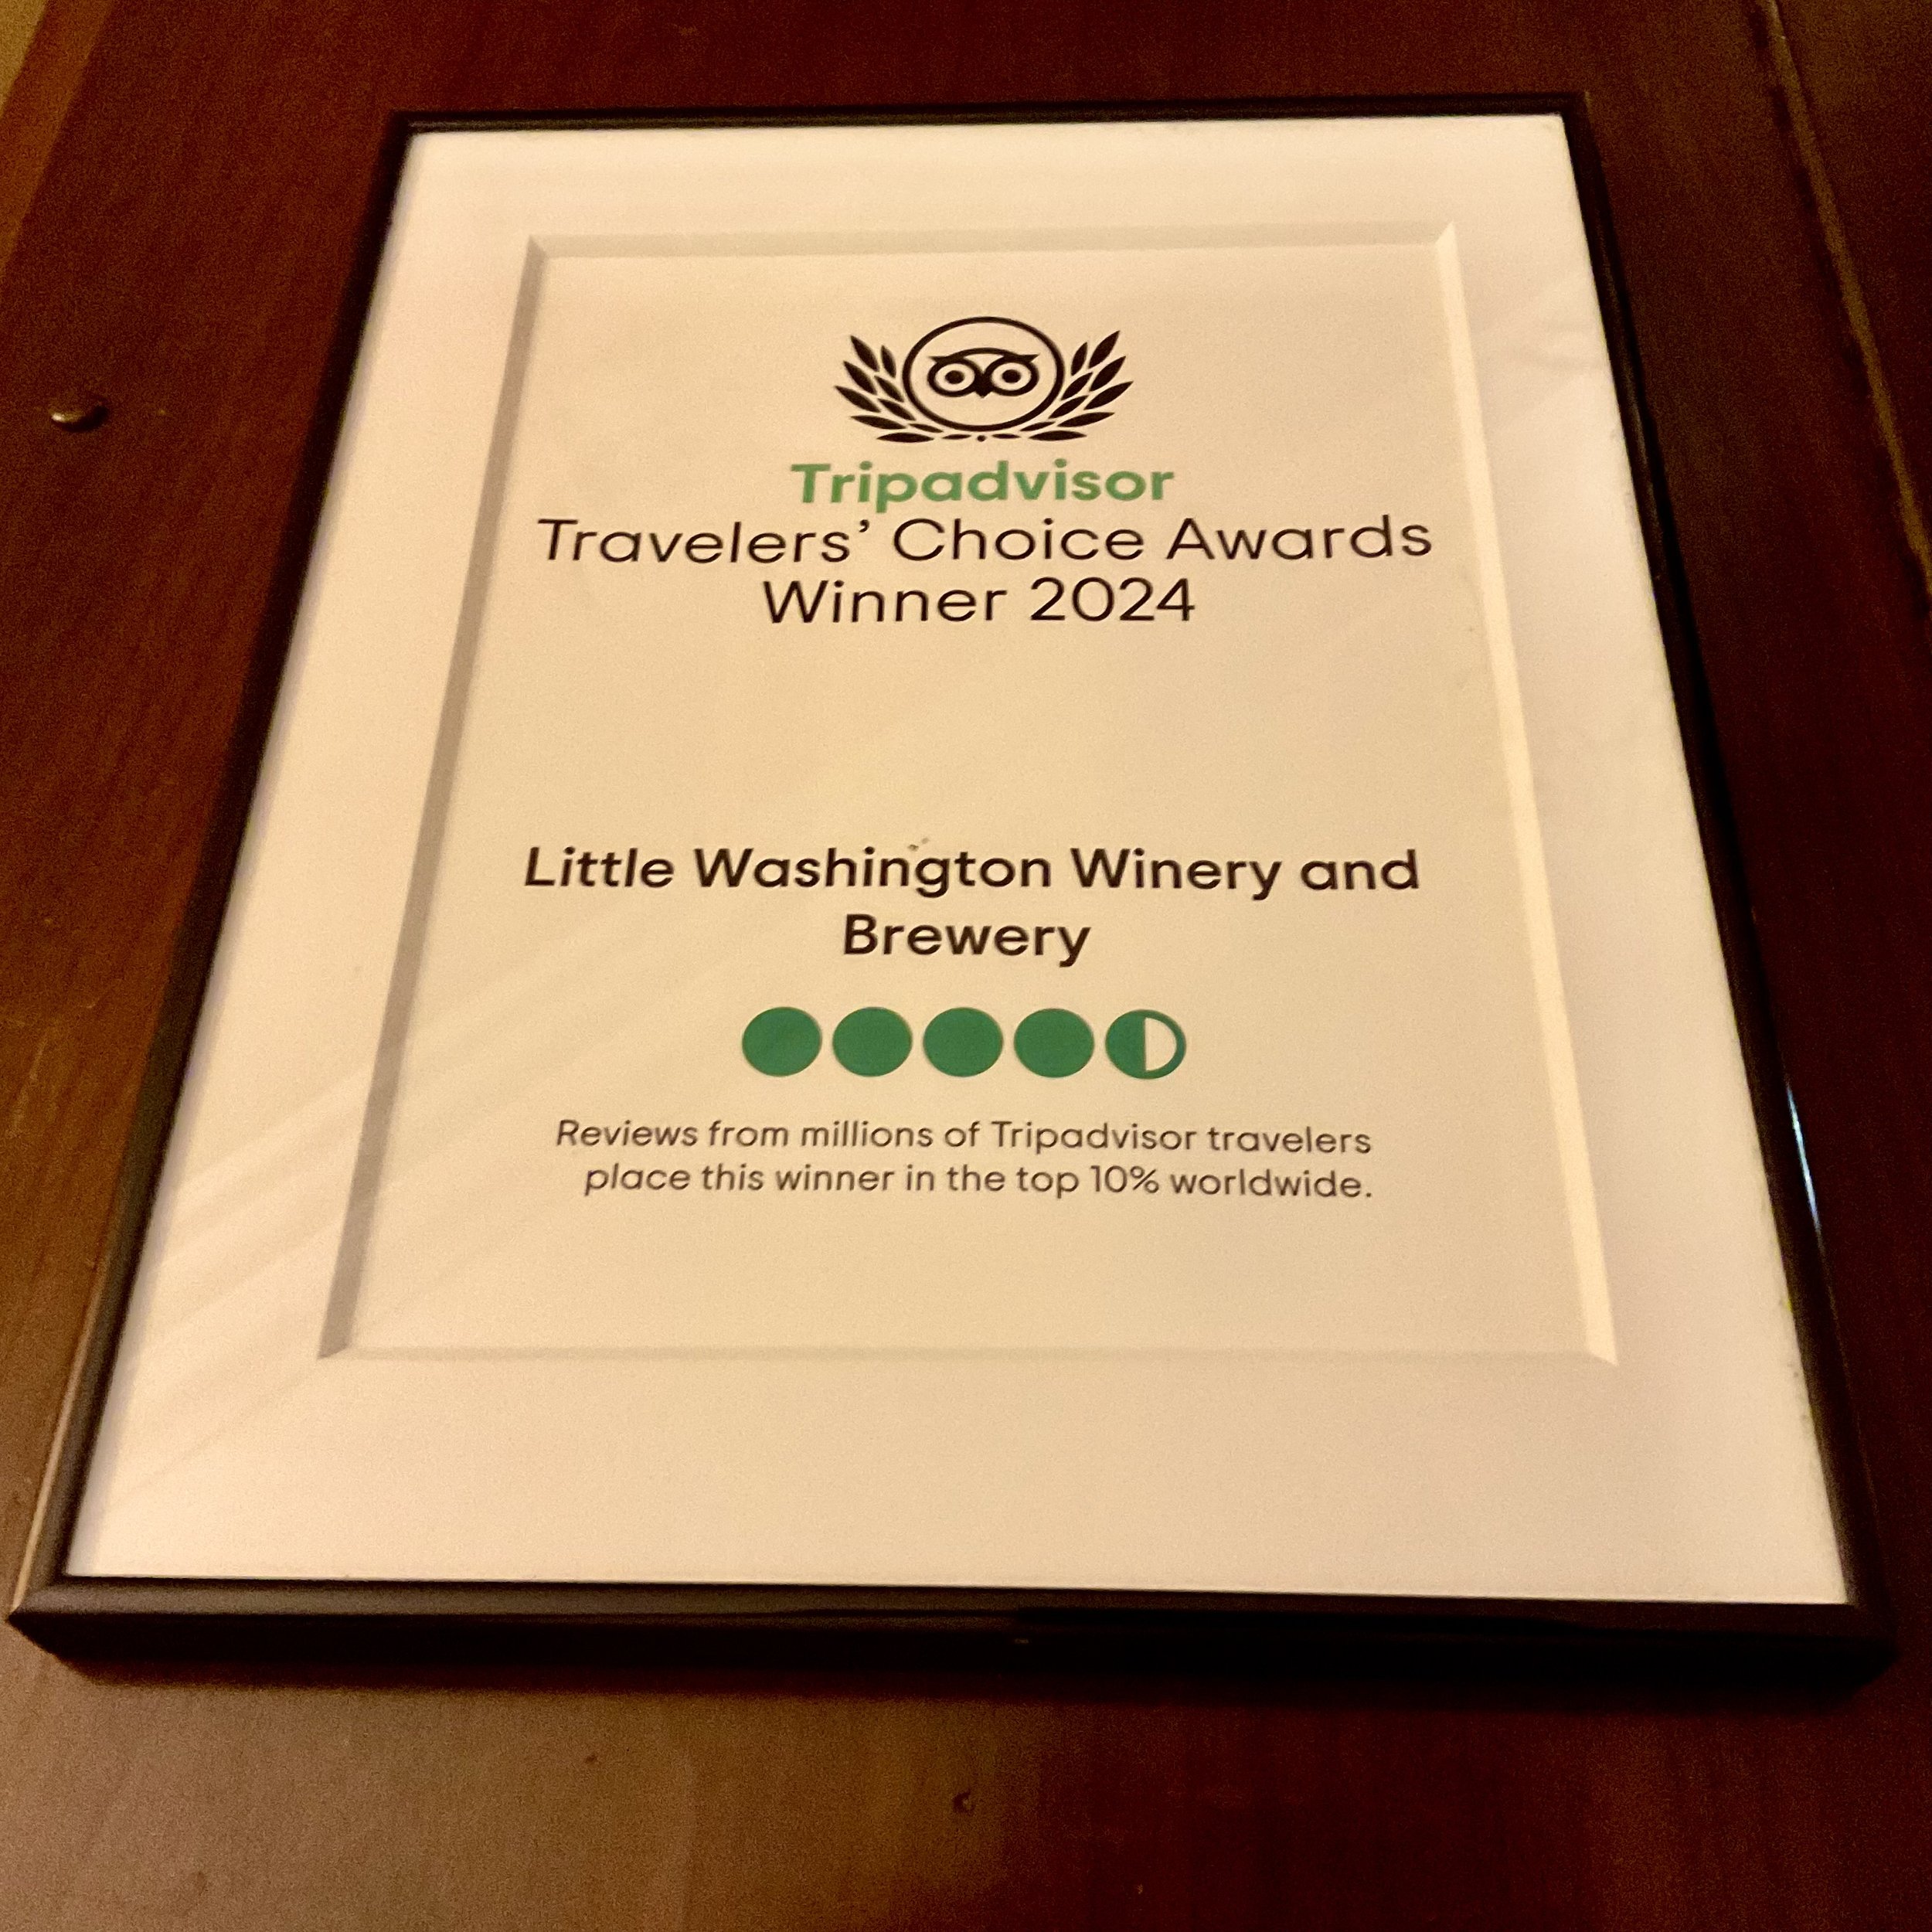 Tripadvisor
Travelers’ Choice Awards
Winner 2024
Little Washington Winery and
Brewery
Reviews from millions of Tripadvisor travelers
place this winner in the top 10% worldwide.